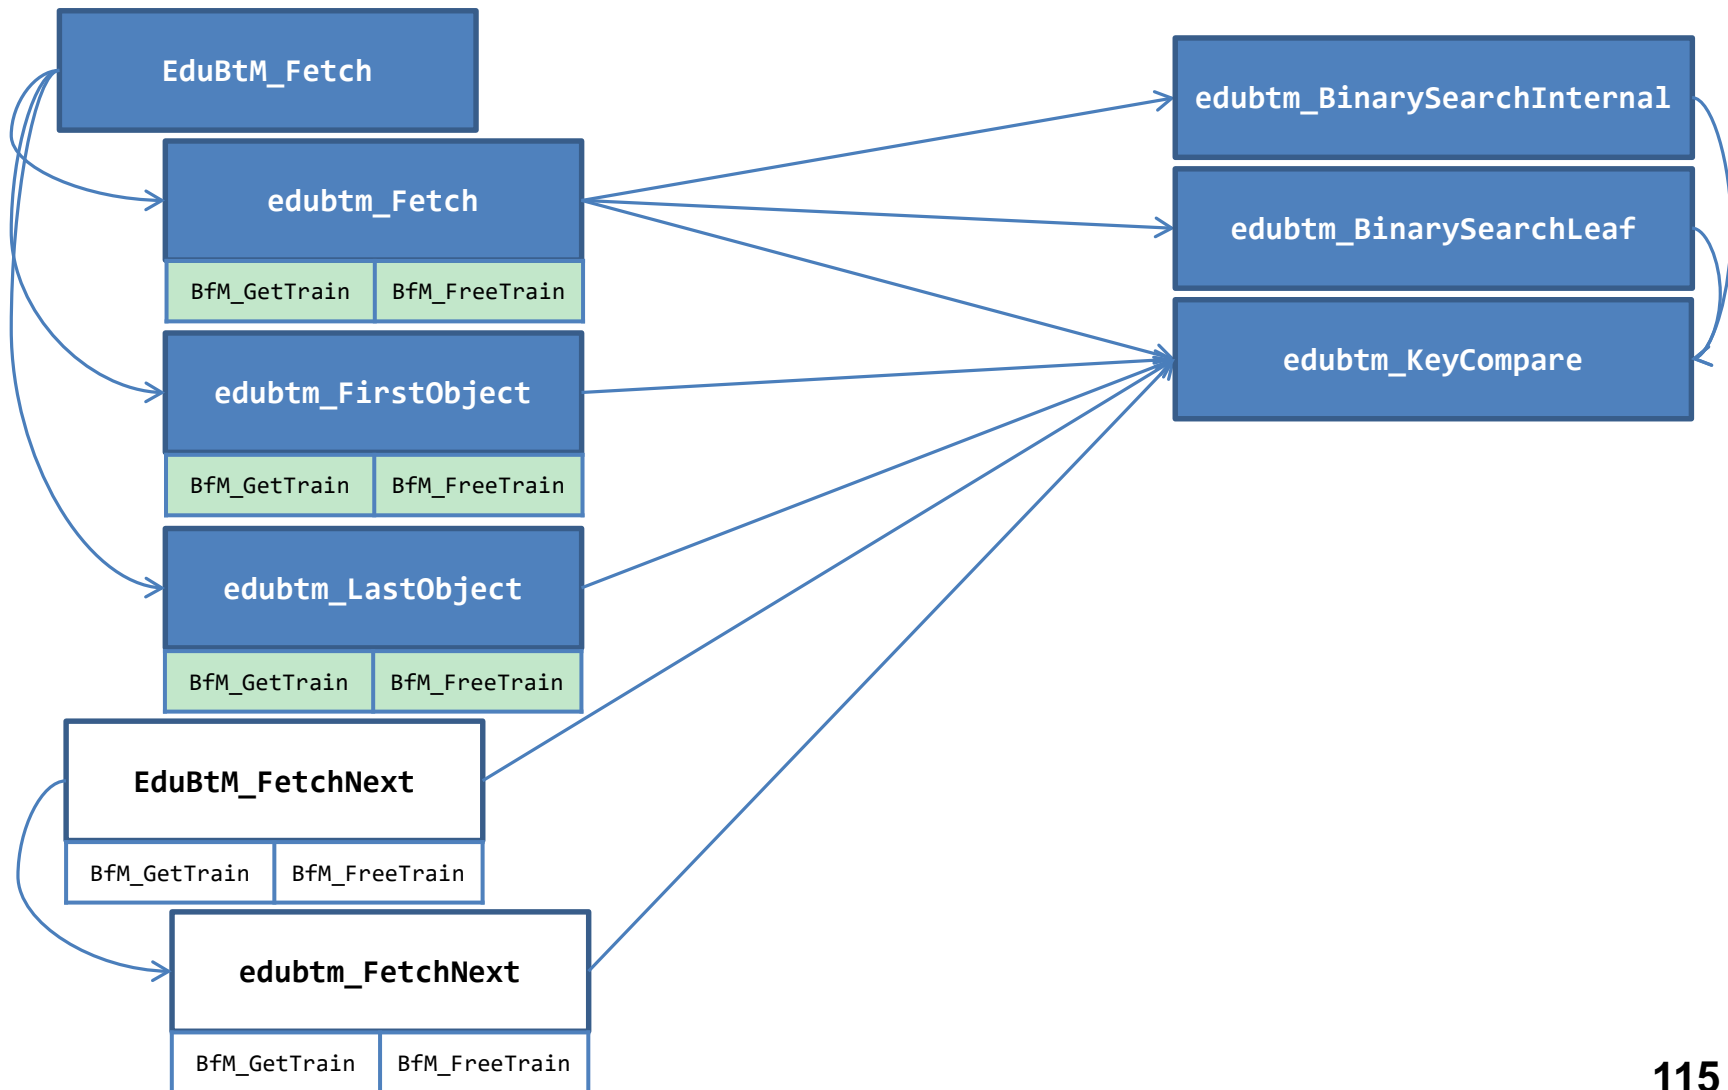 EduBtM_Fetch
edubtm_Fetch
BfM_GetTrain BfM_FreeTrain
edubtm_FirstObject
BfM_GetTrain BfM_FreeTrain
edubtm_LastObject
BfM_GetTrain BfM_FreeTrain
EduBtM_FetchNext
BfM_GetTrain BfM_FreeTrain
edubtm_FetchNext
BfM_GetTrain BfM_FreeTrain
edubtm_BinarySearchInternal
edubtm_BinarySearchLeaf
edubtm_KeyCompare
115